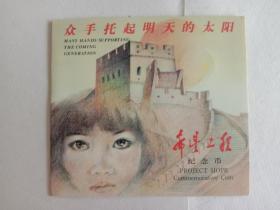 众手托起明天的太阳
MANY HANDS SUPPORTING
THE COMING
GENERATION
希望工程
纪念币
PROJECT HOPE
Commemorative Coin